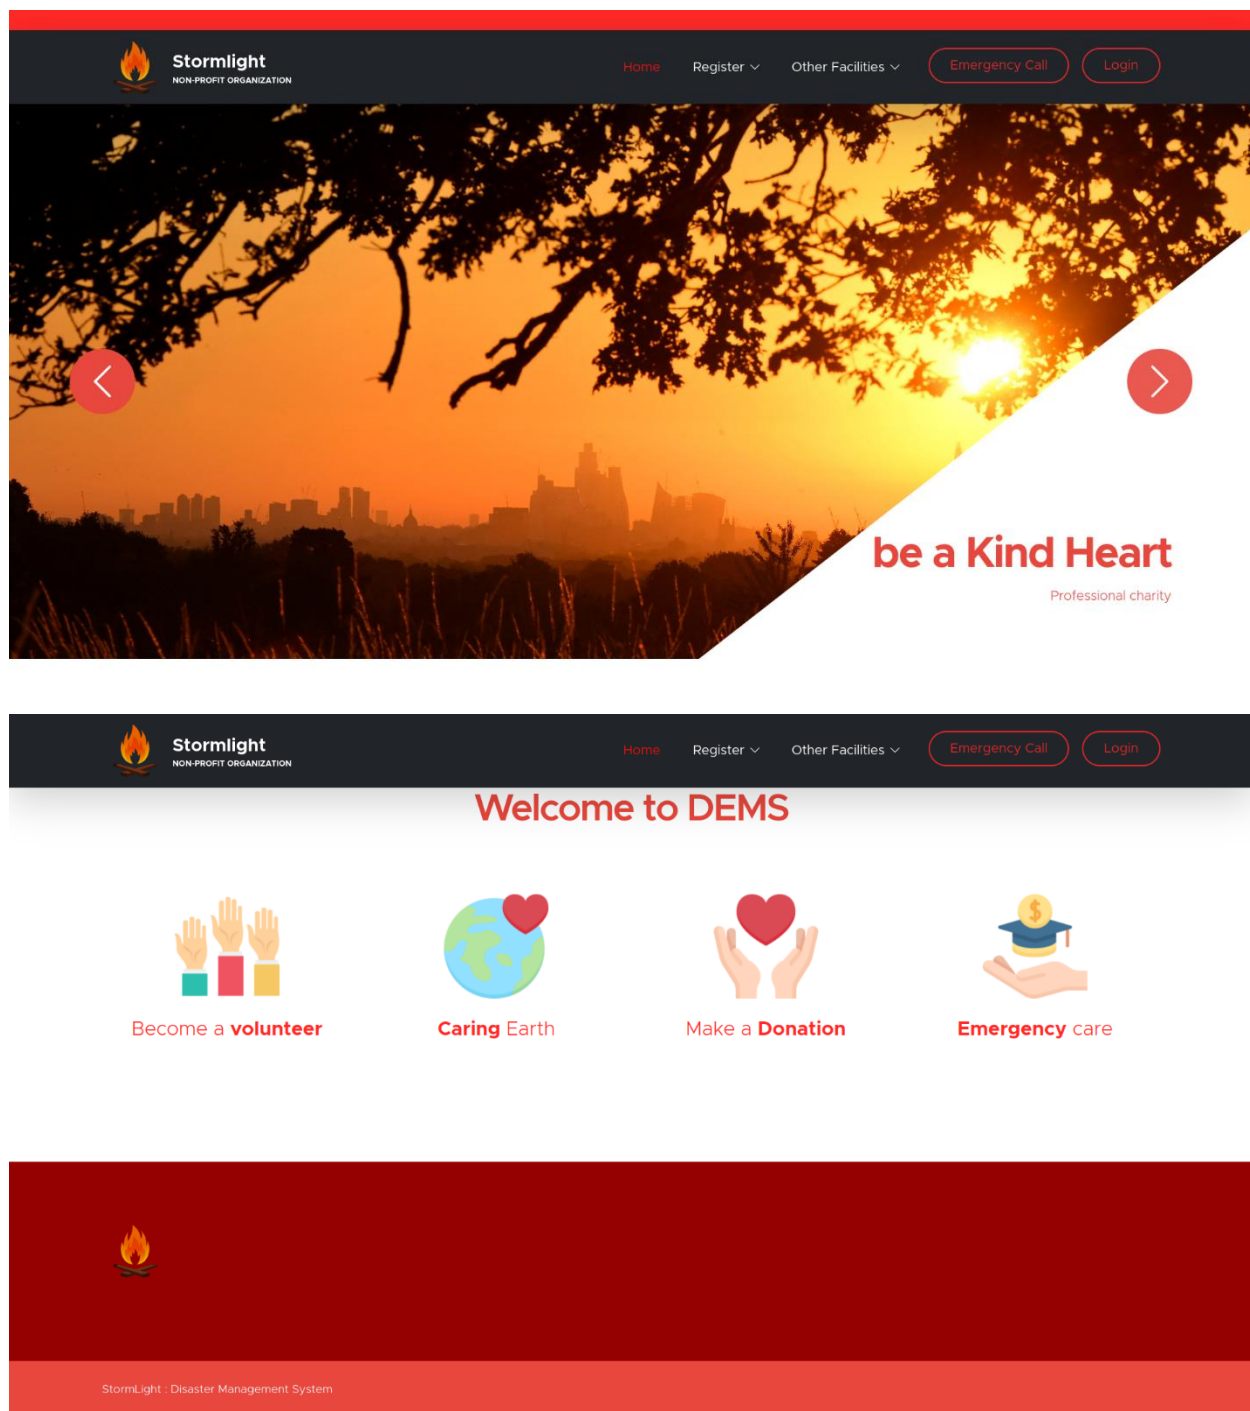 Stormlight
NON-PROFIT ORGANIZATION
Home Register Other Facilities Emergency Call Login
be a Kind Heart
Professional charity
Stormlight
NON-PROFIT ORGANIZATION
Home Register Other Facilities Emergency Call Login
Welcome to DEMS
Become a volunteer
Caring Earth
Make a Donation
Emergency care
StormLight : Disaster Management System